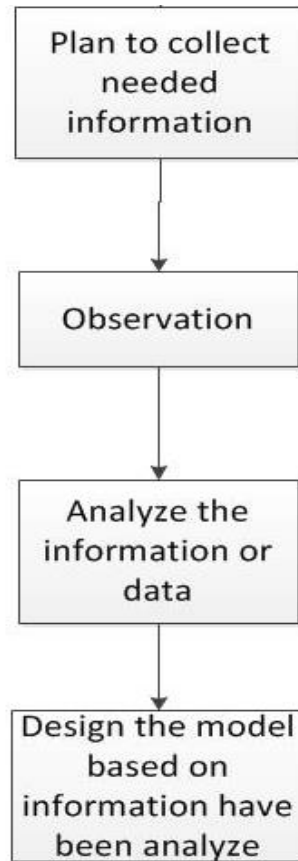 Plan to collect
needed
information
Observation
Analyze the
information or
data
Design the model
based on
information have
been analyze